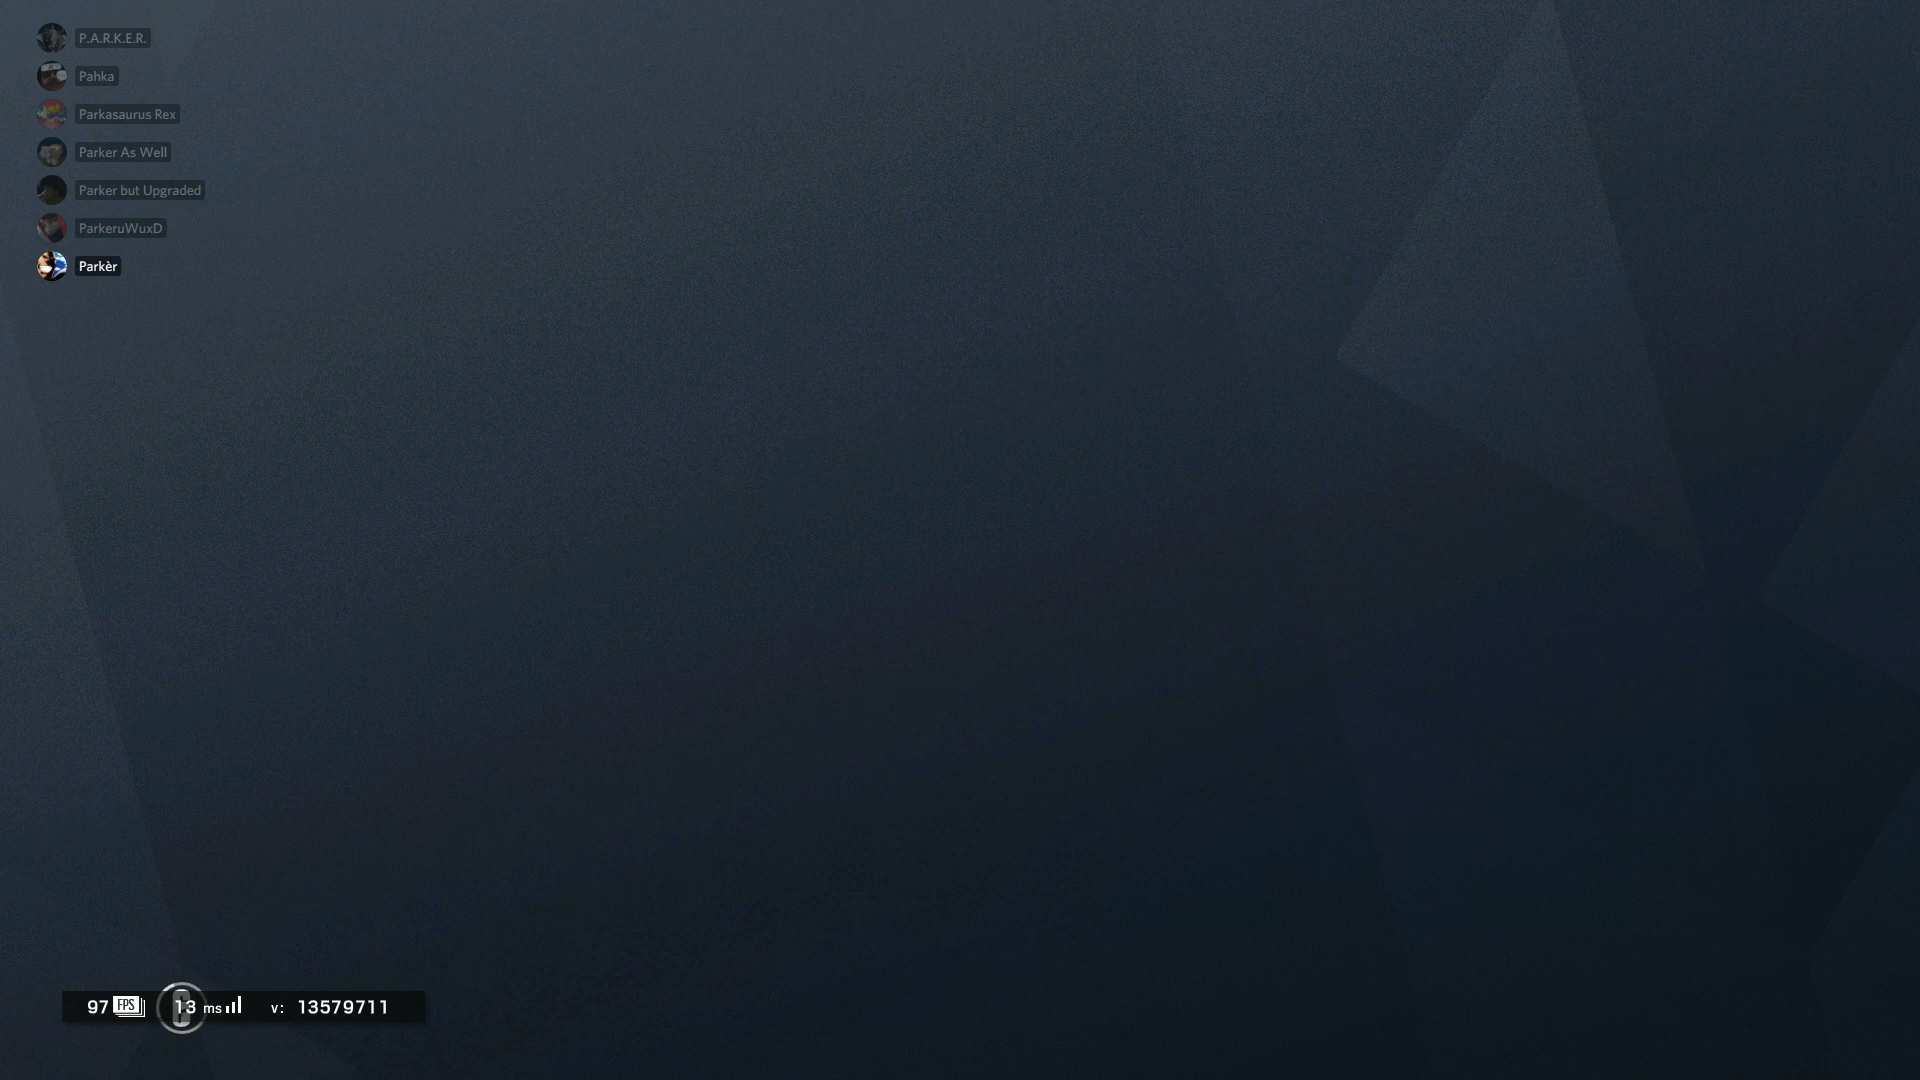 P.A.R.K.E.R.
Pahka
Parkasaurus Rex
Parker As Well
Parker but Upgraded
ParkeruWuxD
Parkèr
97 FPS 13 ms v: 13579711